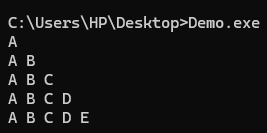 C:\Users\HP\Desktop>Demo.exe
A
A B
A B C
A B C D
A B C D E